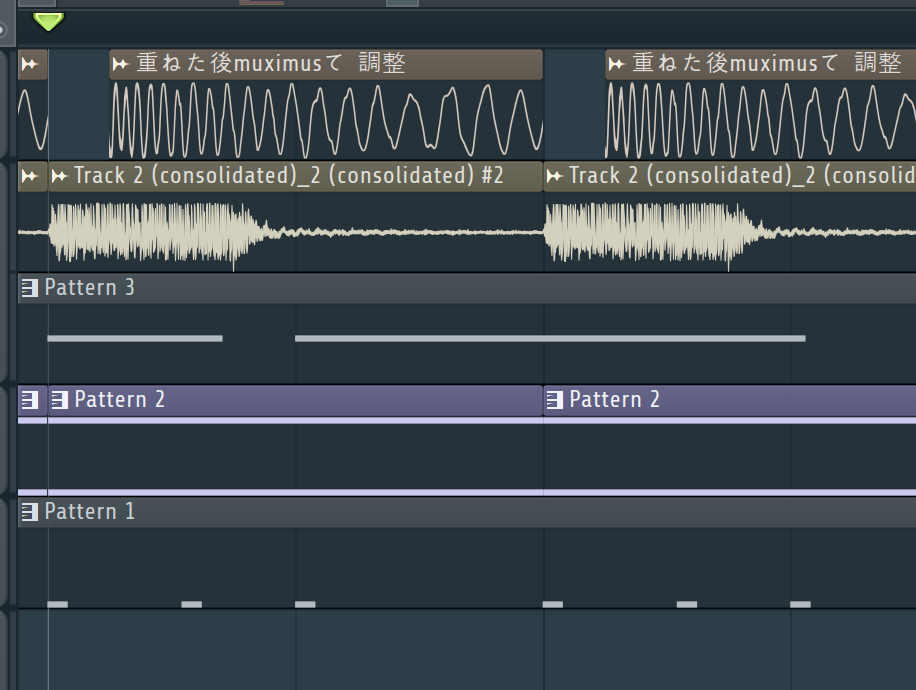 重ねた後muximusて 調整
重ねた後muximusて 調整
Track 2 (consolidated)_2 (consolidated) #2
Track 2 (consolidated)_2 (consolid
Pattern 3
Pattern 2
Pattern 2
Pattern 1